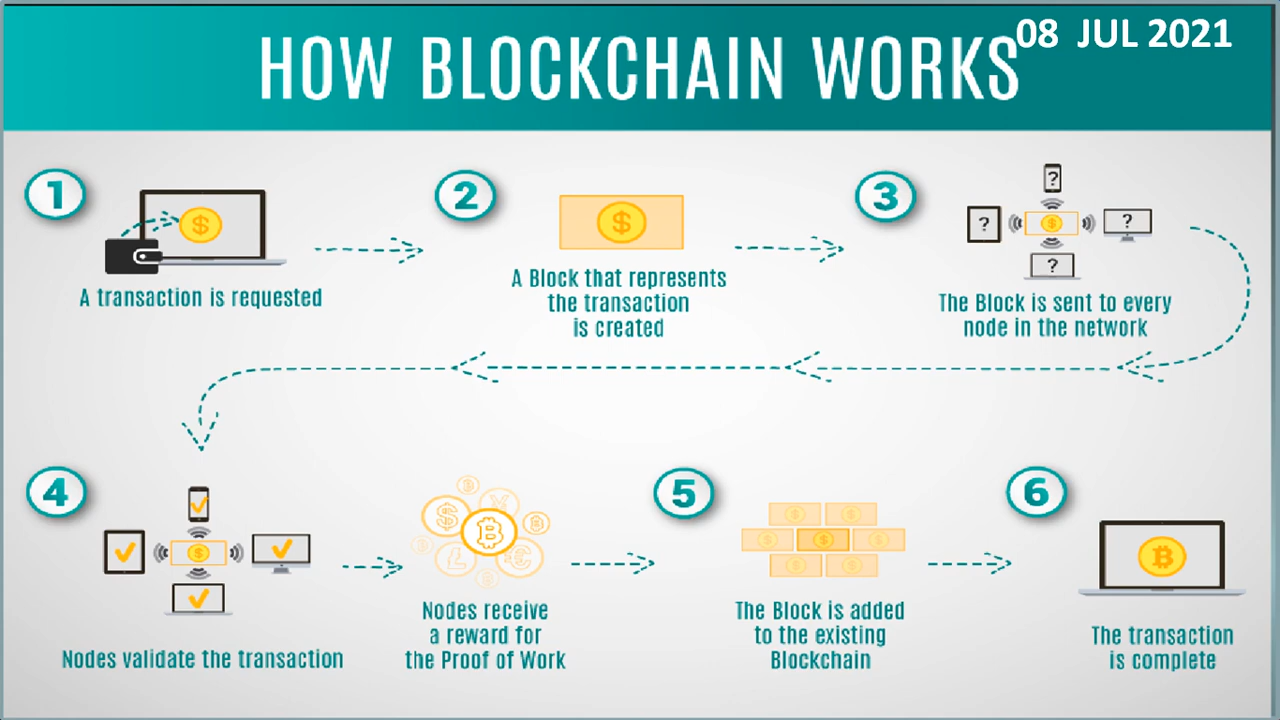 HOW BLOCKCHAIN WORKS
08 JUL 2021
1
A transaction is requested
2
$
A Block that represents
the transaction
is created
3
?
?
$
?
?
The Block is sent to every
node in the network
4
$
Nodes validate the transaction
Nodes receive
a reward for
the Proof of Work
5
The Block is added
to the existing
Blockchain
6
The transaction
is complete